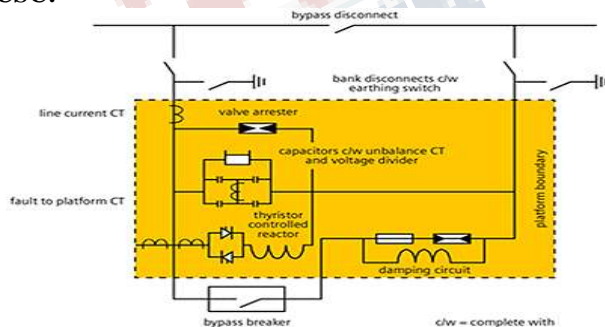 bypass disconnect
bank disconnects c/w
earthing switch
line current CT
valve arrester
capacitors c/w unbalance CT
and voltage divider
platform boundary
fault to platform CT
thyristor
controlled
reactor
damping circuit
bypass breaker
c/w = complete with